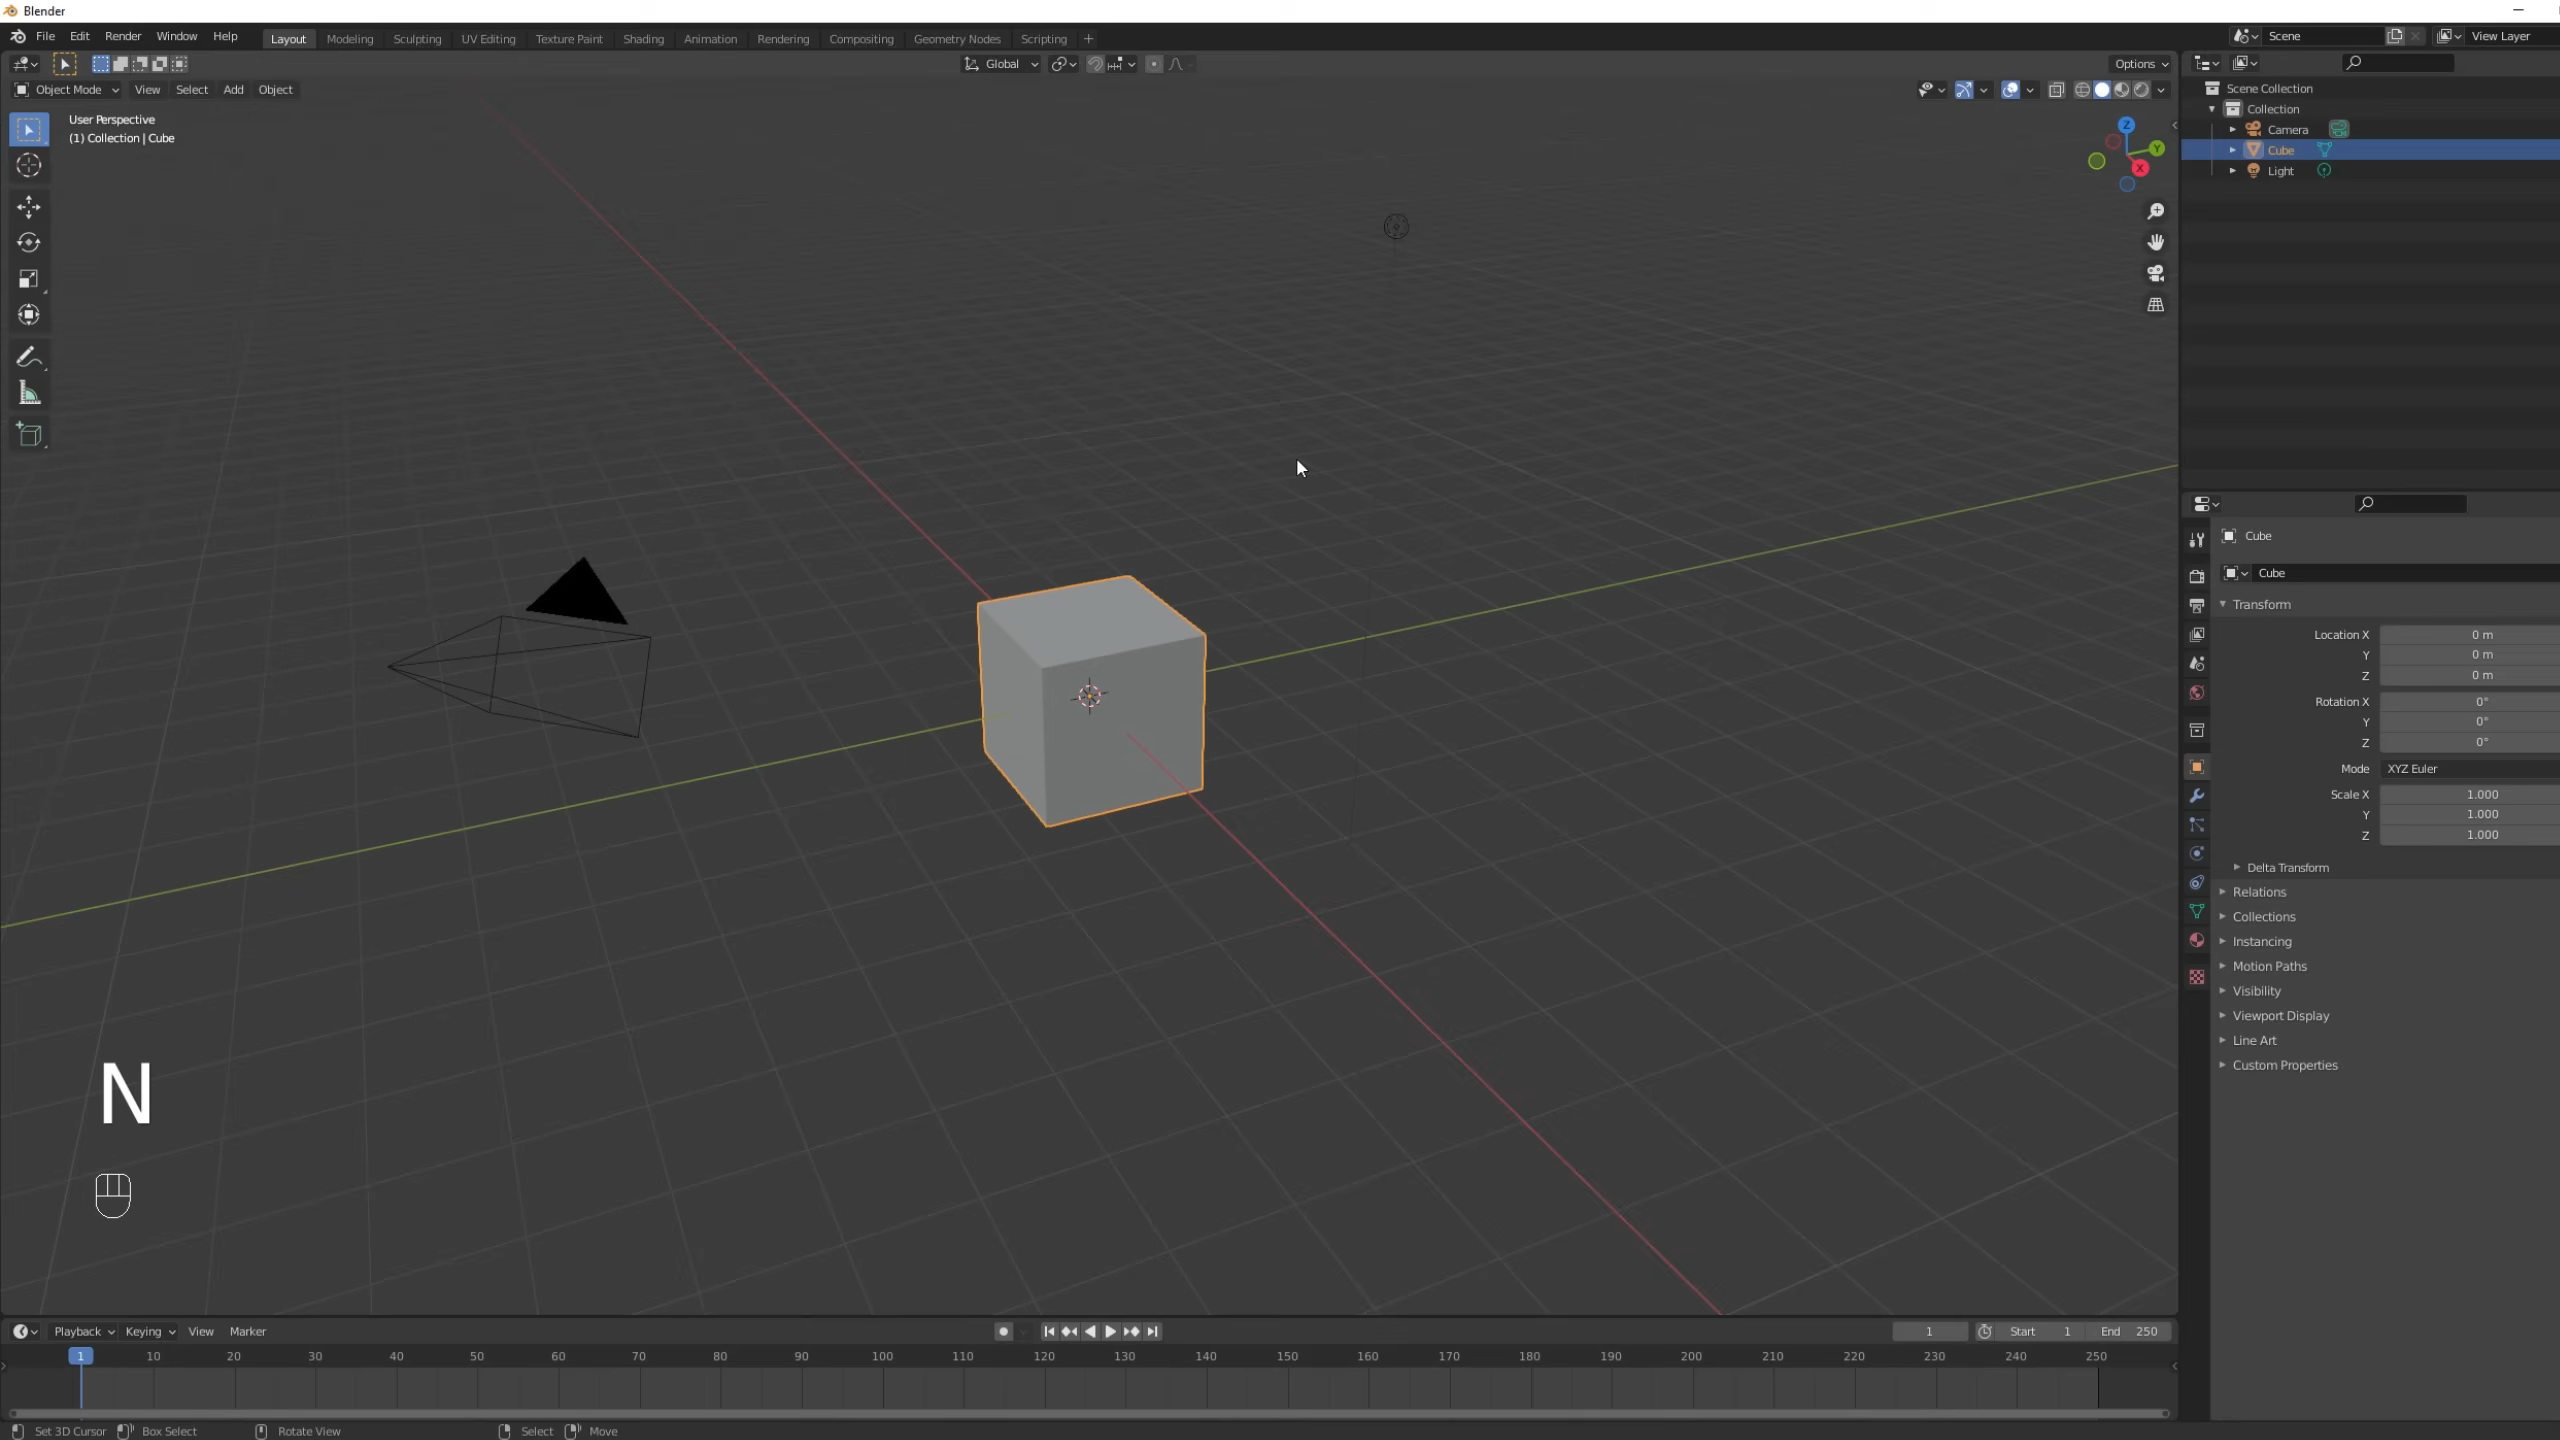 Blender
File Edit Render Window Help Layout Modeling Sculpting UV Editing Texture Paint Shading Animation Rendering Compositing Geometry Nodes Scripting + Scene View Layer
Global Options
Object Mode View Select Add Object
User Perspective
(1) Collection | Cube
Z
Y
X
Scene Collection
Collection
Camera
Cube
Light
Cube
Cube
Transform
Location X 0 m
Y 0 m
Z 0 m
Rotation X 0°
Y 0°
Z 0°
Mode XYZ Euler
Scale X 1.000
Y 1.000
Z 1.000
Delta Transform
Relations
Collections
Instancing
Motion Paths
Visibility
Viewport Display
Line Art
Custom Properties
N
Playback Keying View Marker 1 Start 1 End 250
1 10 20 30 40 50 60 70 80 90 100 110 120 130 140 150 160 170 180 190 200 210 220 230 240 250
Set 3D Cursor Box Select Rotate View Select Move